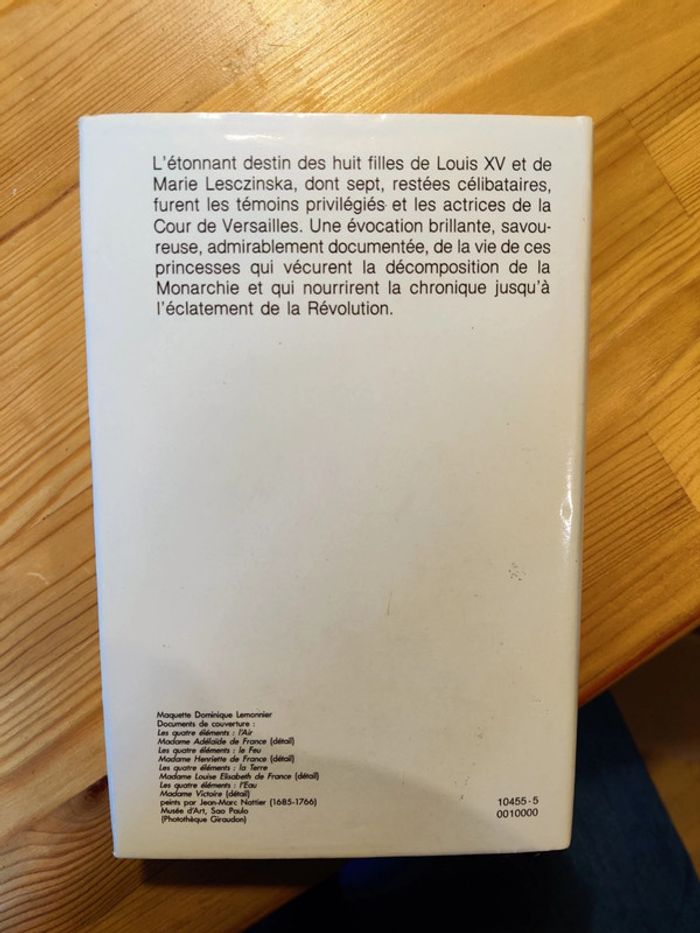 L'étonnant destin des huit filles de Louis XV et de
Marie Lesczinska, dont sept, restées célibataires,
furent les témoins privilégiés et les actrices de la
Cour de Versailles. Une évocation brillante, savou-
reuse, admirablement documentée, de la vie de ces
princesses qui vécurent la décomposition de la
Monarchie et qui nourrirent la chronique jusqu'à
l'éclatement de la Révolution.
Maquette Dominique Lemonnier
Documents de couverture :
Les quatre éléments : l'Air
Madame Adélaïde de France (détail)
Les quatre éléments : le Feu
Madame Henriette de France (détail)
Les quatre éléments : la Terre
Madame Louise Elisabeth de France (détail)
Les quatre éléments : l'Eau
Madame Victoire (détail)
peints par Jean-Marc Nattier (1685-1766)
Musée d'Art, Sao Paulo
(Photothèque Giraudon)
10455-5
0010000